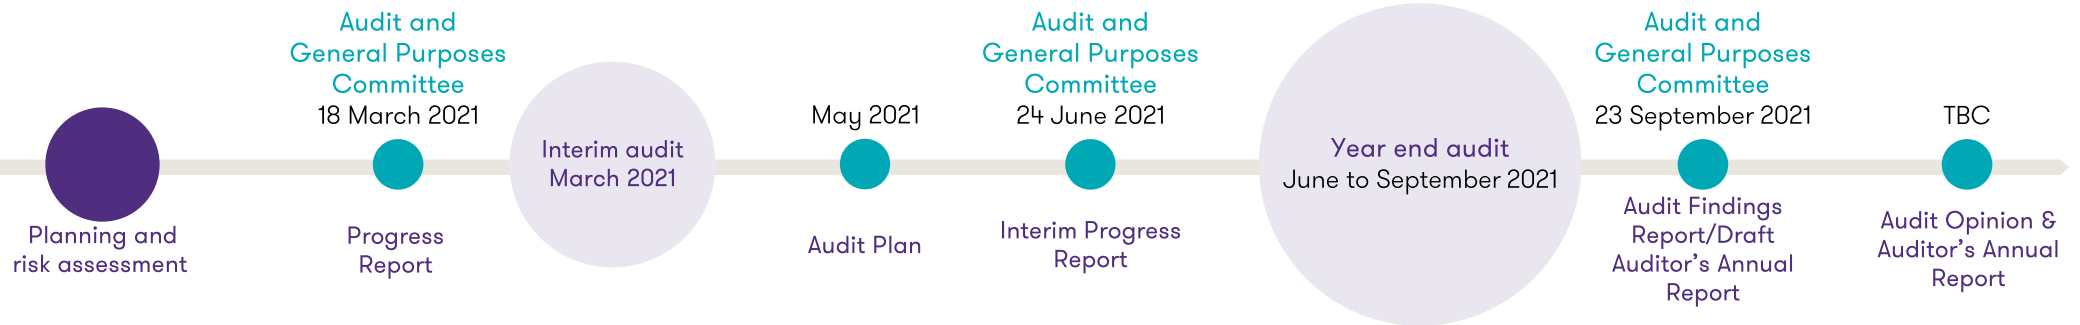 Planning and
risk assessment
Audit and
General Purposes
Committee
18 March 2021
Progress
Report
Interim audit
March 2021
May 2021
Audit Plan
Audit and
General Purposes
Committee
24 June 2021
Interim Progress
Report
Year end audit
June to September 2021
Audit and
General Purposes
Committee
23 September 2021
Audit Findings
Report/Draft
Auditor’s Annual
Report
TBC
Audit Opinion &
Auditor’s Annual
Report